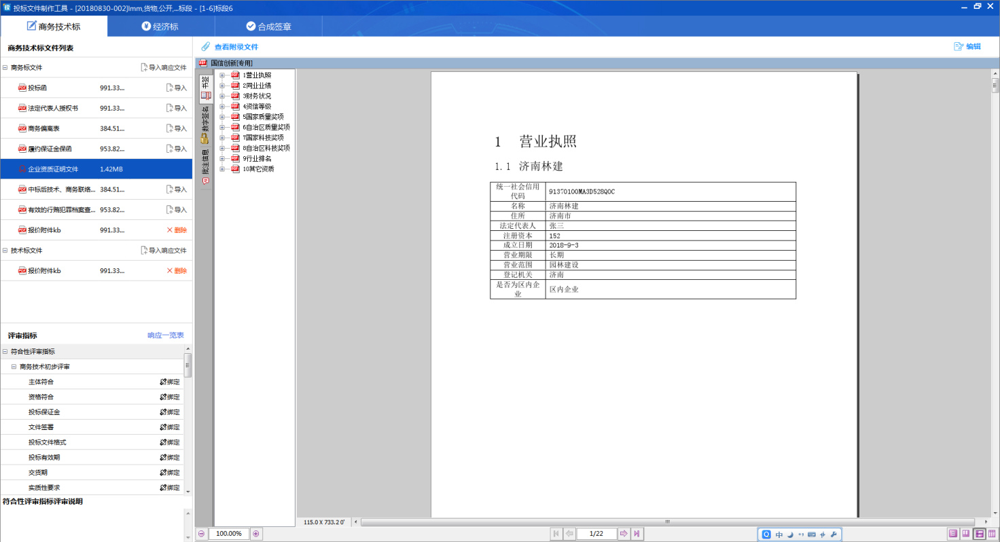 投标文件制作工具 - [20180830-002]lmm,货物,公开,...标段 - [1-6]标段6
商务技术标
经济标
合成签章
商务技术标文件列表
商务标文件 导入响应文件
投标函 991.33... 导入
法定代表人授权书 991.33... 导入
商务偏离表 384.51... 导入
履约保证金保函 953.82... 导入
企业资质证明文件 1.42MB
中标后技术、商务联络... 384.51... 导入
有效的行贿犯罪档案查... 953.82... 导入
报价附件kb 991.33... 删除
技术标文件 导入响应文件
报价附件kb 991.33... 删除
评审指标 响应一览表
符合性评审指标
商务技术初步评审
主体符合 绑定
资格符合 绑定
投标保证金 绑定
文件签署 绑定
投标文件格式 绑定
投标有效期 绑定
交货期 绑定
实质性要求 绑定
符合性评审指标评审说明
查看附录文件
编辑
国信创新[专用]
书签
数字签名
批注信息
1营业执照
2同业业绩
3财务状况
4资信等级
5国家质量奖项
6自治区质量奖项
7国家科技奖项
8自治区科技奖项
9行业排名
10其它资质
1 营业执照
1.1 济南林建
统一社会信用代码 91370100MA3D528Q0C
名称 济南林建
住所 济南市
法定代表人 张三
注册资本 152
成立日期 2018-9-3
营业期限 长期
营业范围 园林建设
登记机关 济南
是否为区内企业 区内企业
115.0 X 733.2 0'
100.00%
1/22
中